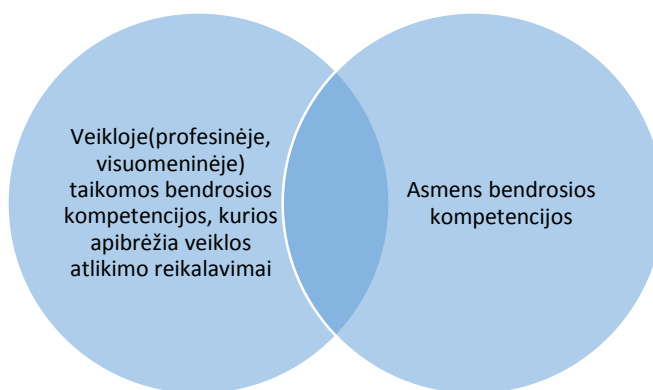 Veikloje(profesinėje,
visuomeninėje)
taikomos bendrosios
kompetencijos, kurios
apibrėžia veiklos
atlikimo reikalavimai
Asmens bendrosios
kompetencijos